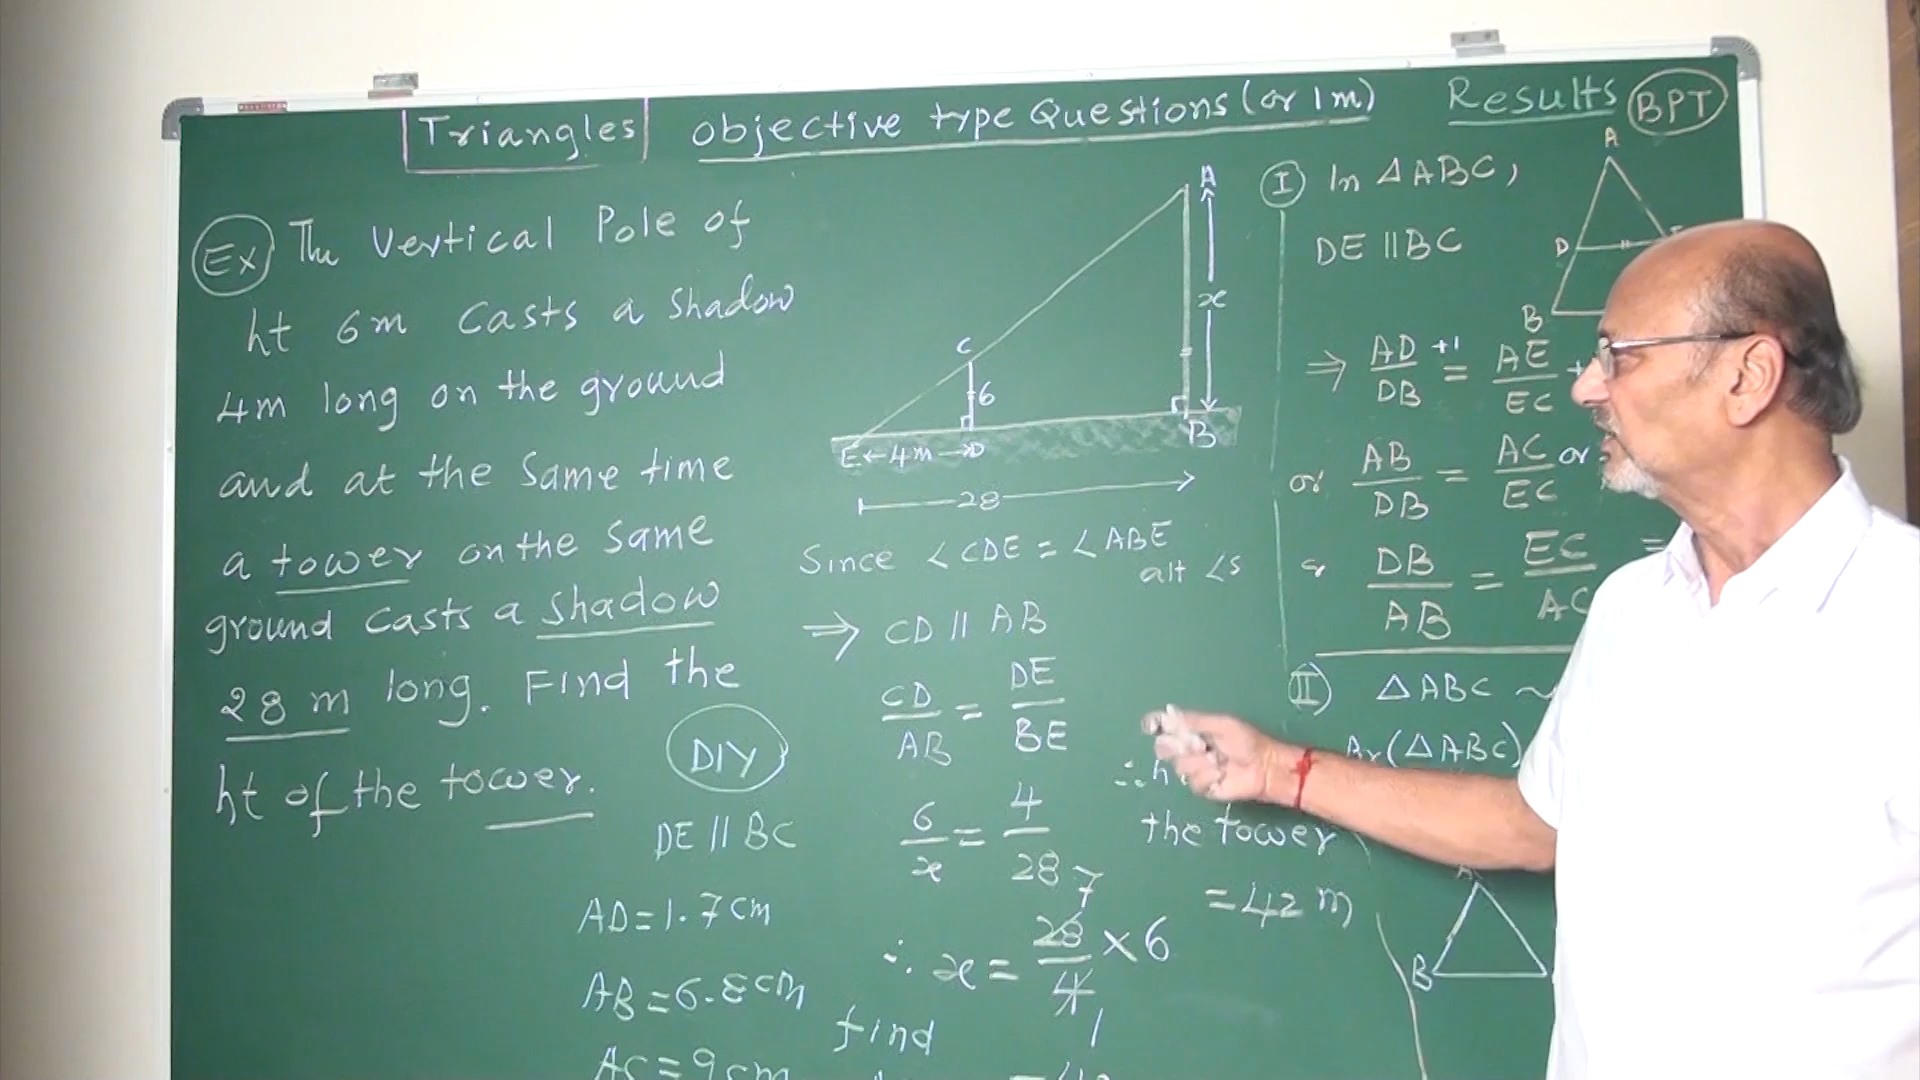 Triangles objective type Questions (or 1m)
Results BPT
Ex The Vertical Pole of
ht 6m casts a shadow
4m long on the ground
and at the same time
a tower on the same
ground casts a shadow
28 m long. Find the
ht of the tower.
DIY
DE || BC
AD = 1.7 cm
AB = 6.8 cm
AC = 9 cm
find
A
x
C
6
E ←4m→ D
B
28
Since ∠CDE = ∠ABE
alt ∠s
⇒ CD || AB
CD/AB = DE/BE
6/x = 4/28
∴ x = 28/4 × 6
7
1
∴ h
the tower
= 42 m
I In △ABC,
DE || BC
A
D
B
⇒ AD/DB +1 = AE/EC +
or AB/DB = AC/EC or
DB/AB = EC/AC =
II) △ABC ~
Ar(△ABC)
A
B